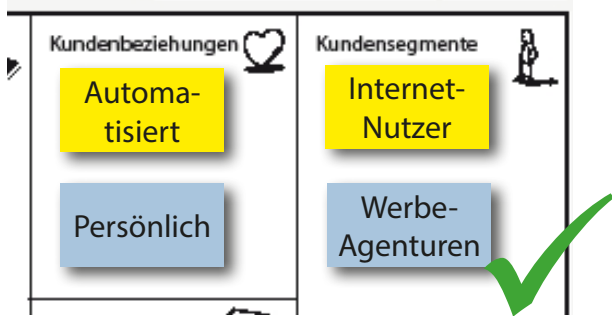 Kundenbeziehungen
Automa-
tisiert
Persönlich
Kundensegmente
Internet-
Nutzer
Werbe-
Agenturen